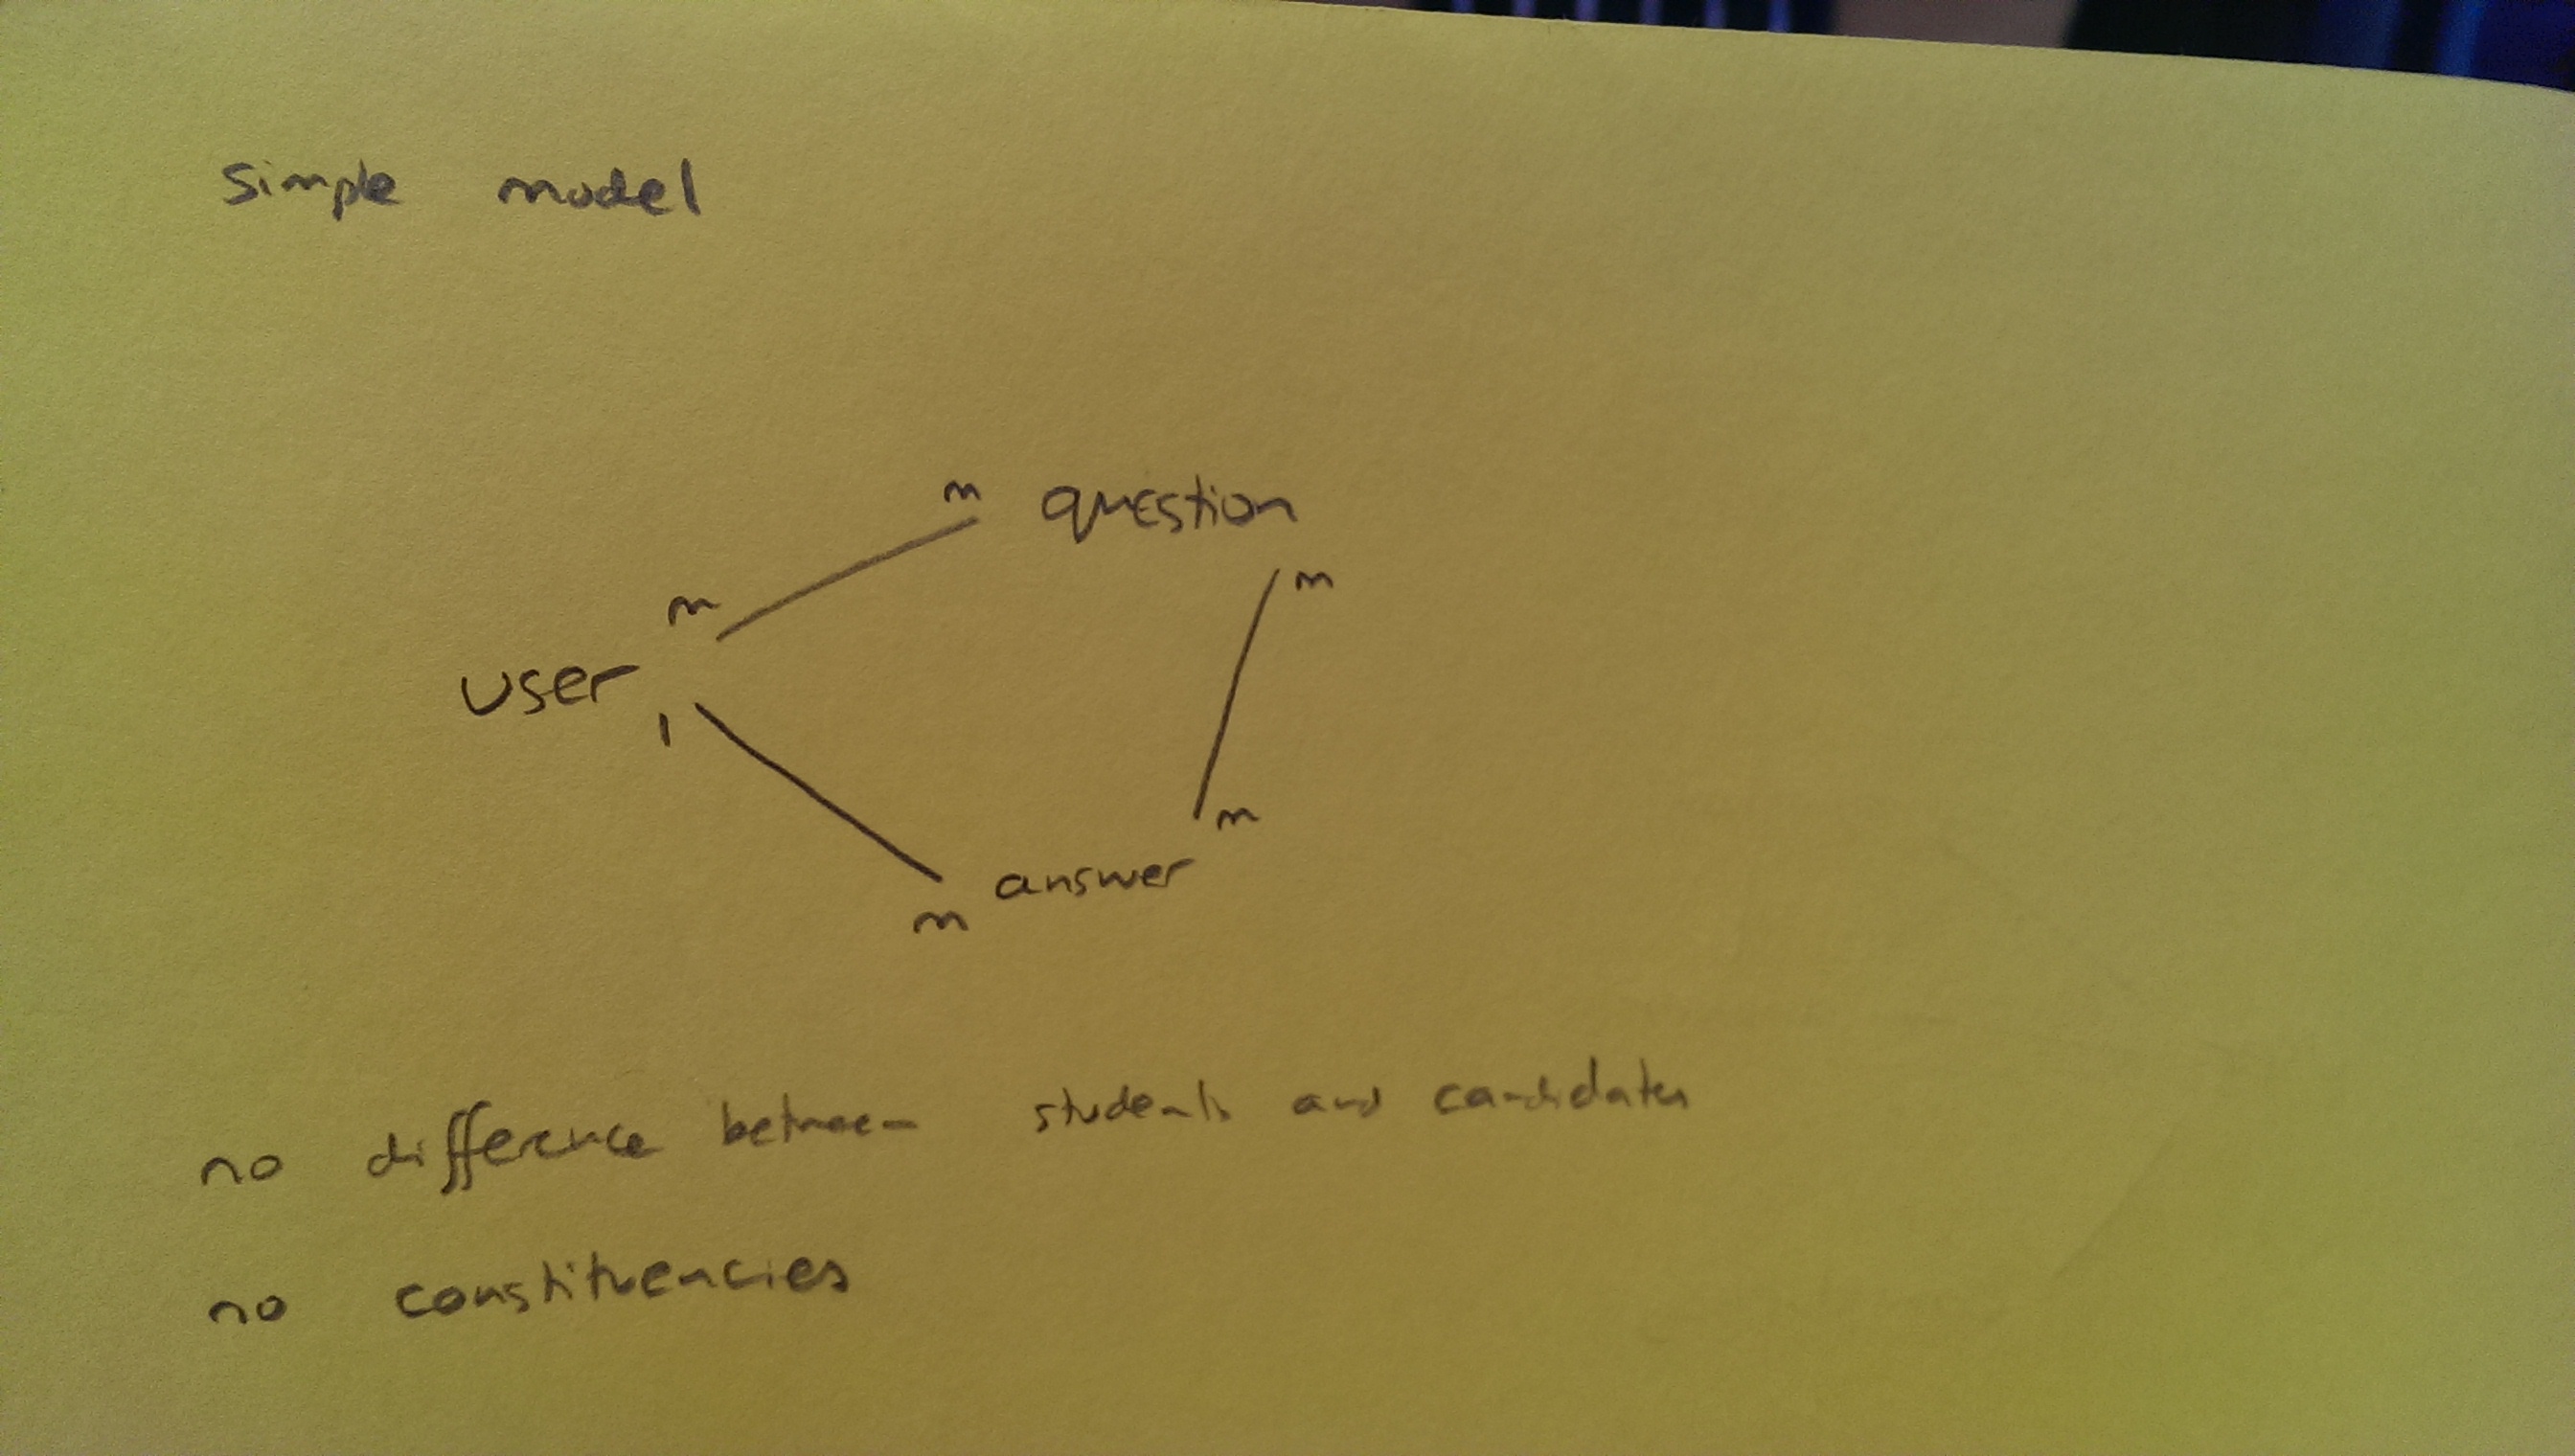 simple model
m question
m
m
user
1
m
answer
m
no difference between students and candidates
no constituencies